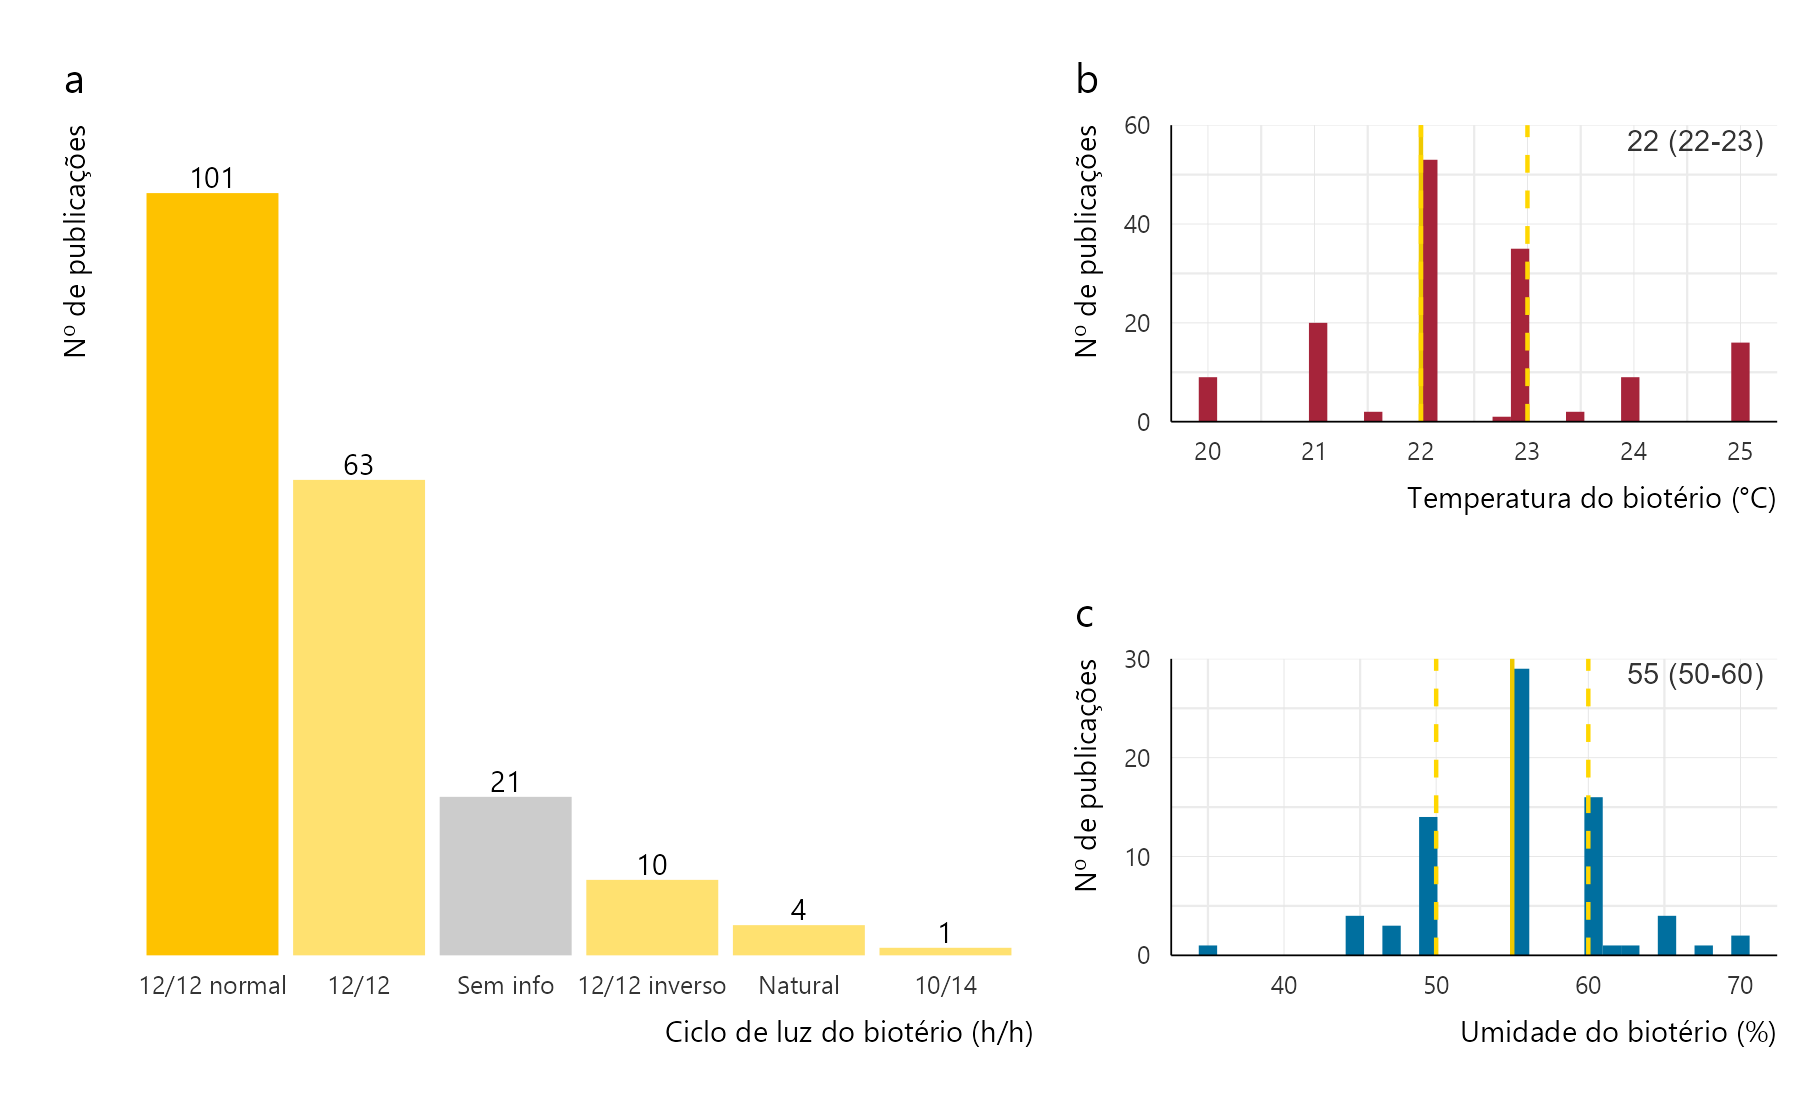 a
Nº de publicações
101
63
21
10
4
1
12/12 normal 12/12 Sem info 12/12 inverso Natural 10/14
Ciclo de luz do biotério (h/h)
b
Nº de publicações
60
40
20
0
22 (22-23)
20 21 22 23 24 25
Temperatura do biotério (°C)
c
Nº de publicações
30
20
10
0
55 (50-60)
40 50 60 70
Umidade do biotério (%)